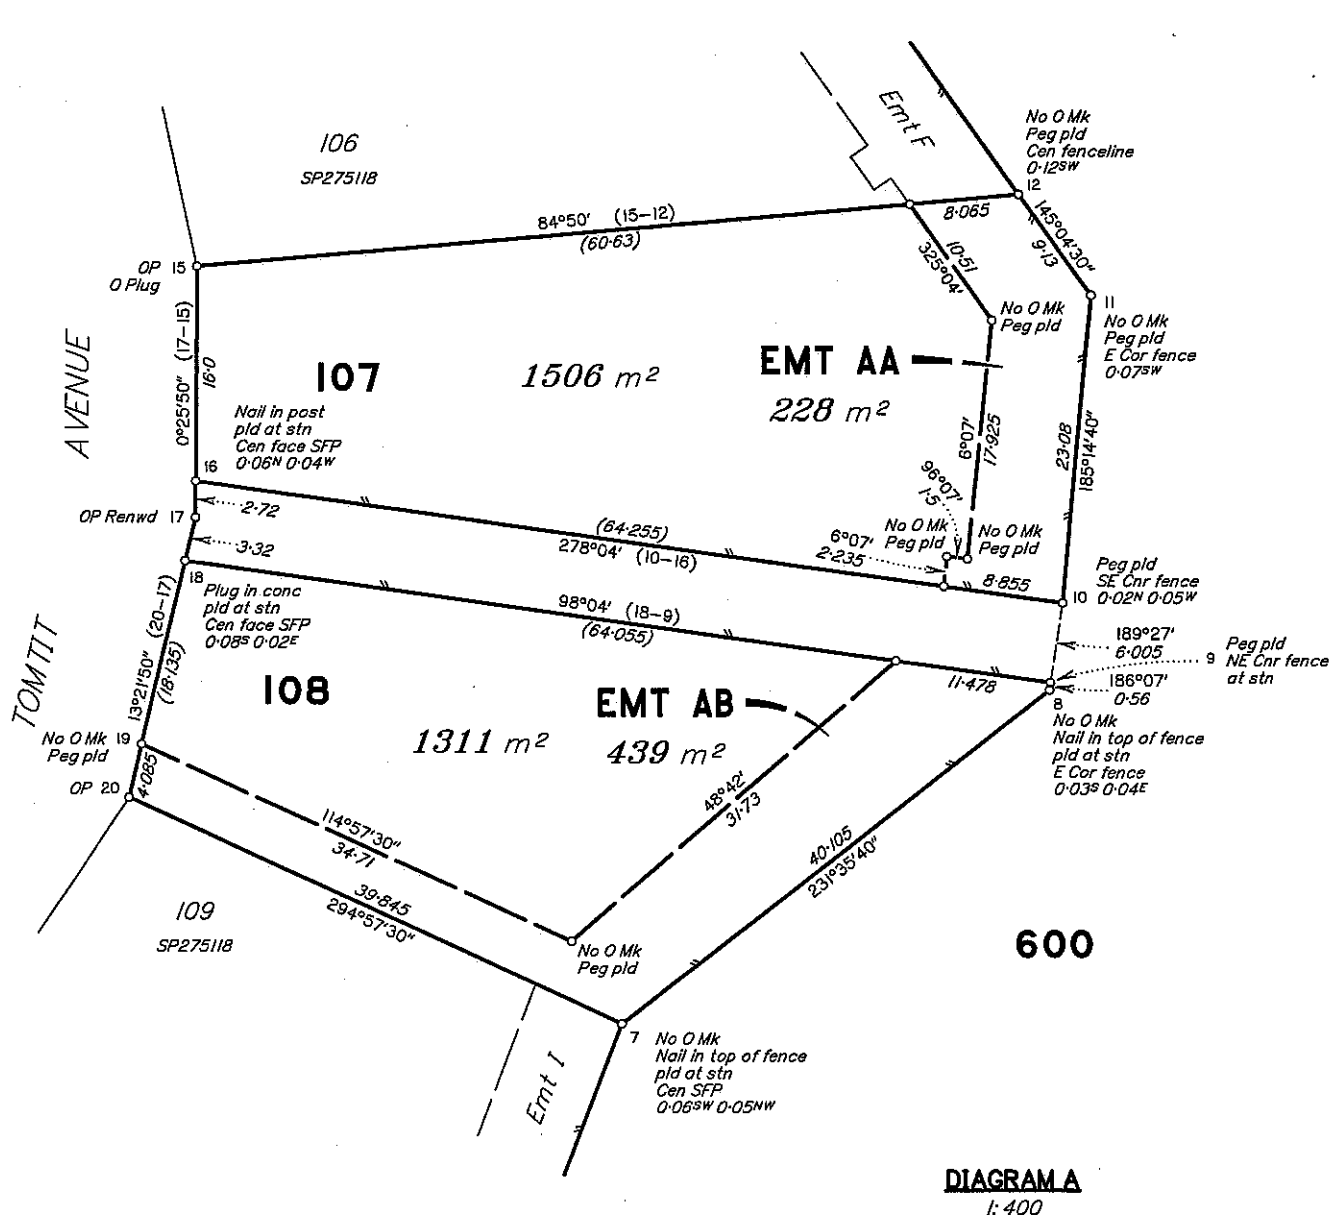 106
SP275118
Emt F
No O Mk
Peg pld
Cen fenceline
0·12SW
12
84°50' (15-12)
(60·63)
8·065
145°04'30"
9·13
10·51
325°04'
OP 15
O Plug
11
No O Mk
Peg pld
E Cor fence
0·07SW
No O Mk
Peg pld
AVENUE
0°25'50" (17-15)
16·0
107
1506 m²
EMT AA
228 m²
Nail in post
pld at stn
Cen face SFP
0·06N 0·04W
16
6°07'
17·925
23·08
185°14'40"
96°07'
1·5
OP Renwd 17
2·72
3·32
(64·255)
278°04' (10-16)
6°07'
2·235
No O Mk
Peg pld
No O Mk
Peg pld
8·855
10
Peg pld
SE Cnr fence
0·02N 0·05W
18
Plug in conc
pld at stn
Cen face SFP
0·08S 0·02E
98°04' (18-9)
(64·055)
189°27'
6·005
9
Peg pld
NE Cnr fence
at stn
186°07'
0·56
8
No O Mk
Nail in top of fence
pld at stn
E Cor fence
0·03S 0·04E
TOMTIT
13°21'50" (20-17)
(18·135)
108
1311 m²
EMT AB
439 m²
11·478
No O Mk 19
Peg pld
OP 20
4·085
114°57'30"
34·71
48°42'
31·73
40·105
231°35'40"
39·845
294°57'30"
109
SP275118
No O Mk
Peg pld
600
Emt I
7
No O Mk
Nail in top of fence
pld at stn
Cen SFP
0·06SW 0·05NW
DIAGRAM A
1:400